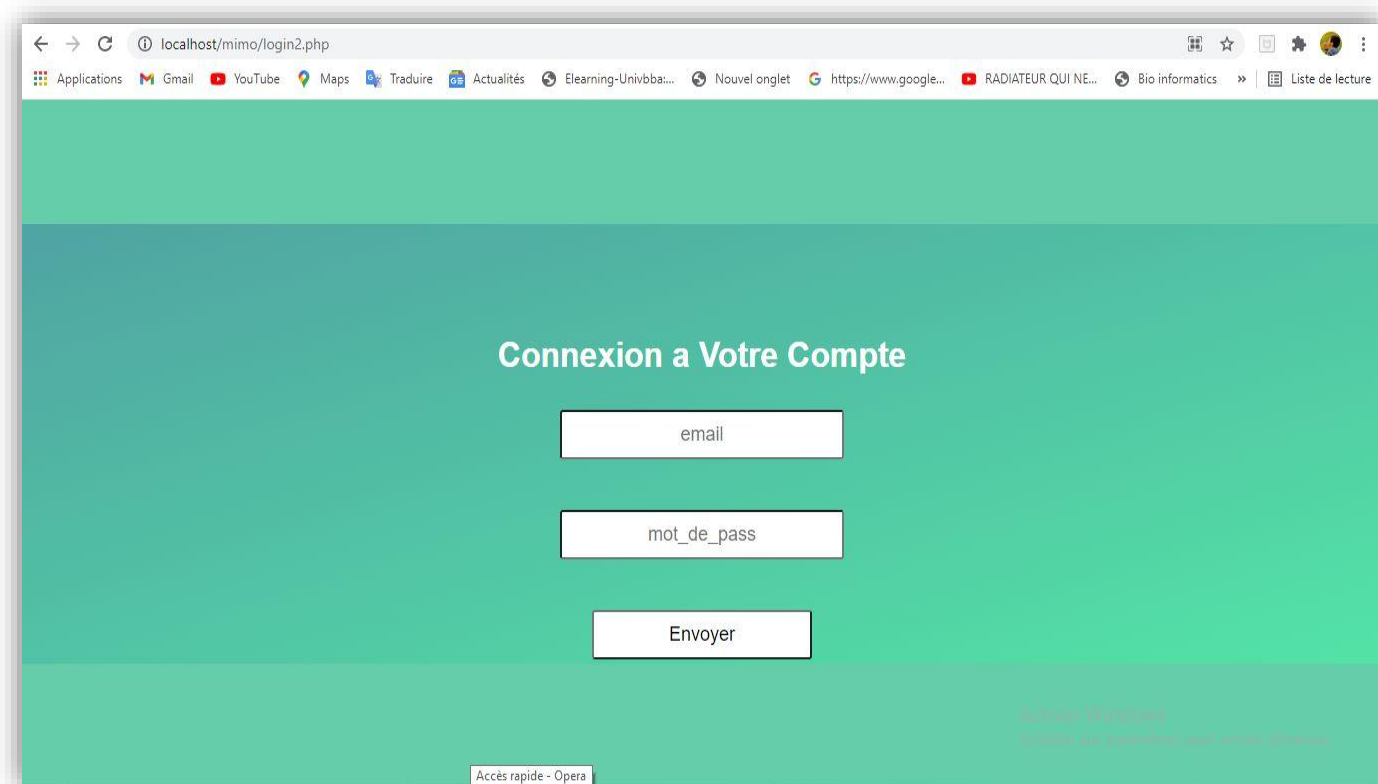 localhost/mimo/login2.php
Applications Gmail YouTube Maps Traduire Actualités Elearning-Univbba:... Nouvel onglet https://www.google... RADIATEUR QUI NE... Bio informatics » Liste de lecture
Connexion a Votre Compte
email
mot_de_pass
Envoyer
Accès rapide - Opera